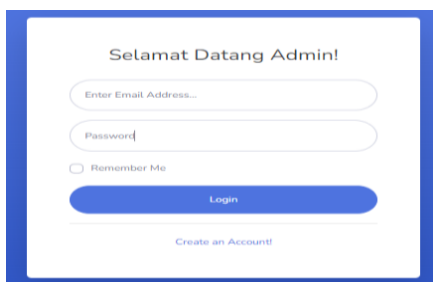 Selamat Datang Admin!
Enter Email Address...
Password
Remember Me
Login
Create an Account!